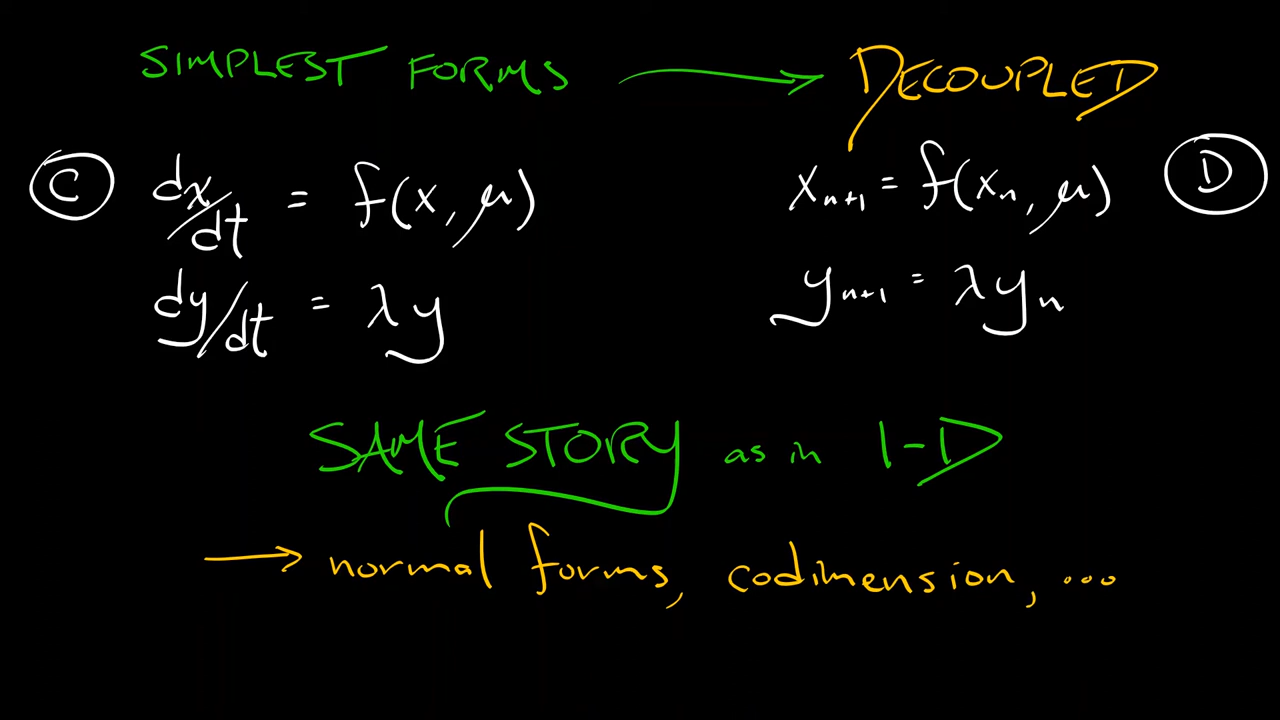 SIMPLEST FORMS → DECOUPLED
C dx/dt = f(x, μ) xₙ₊₁ = f(xₙ, μ) D
dy/dt = λy yₙ₊₁ = λyₙ
SAME STORY as in 1-D
→ normal forms, codimension, ...